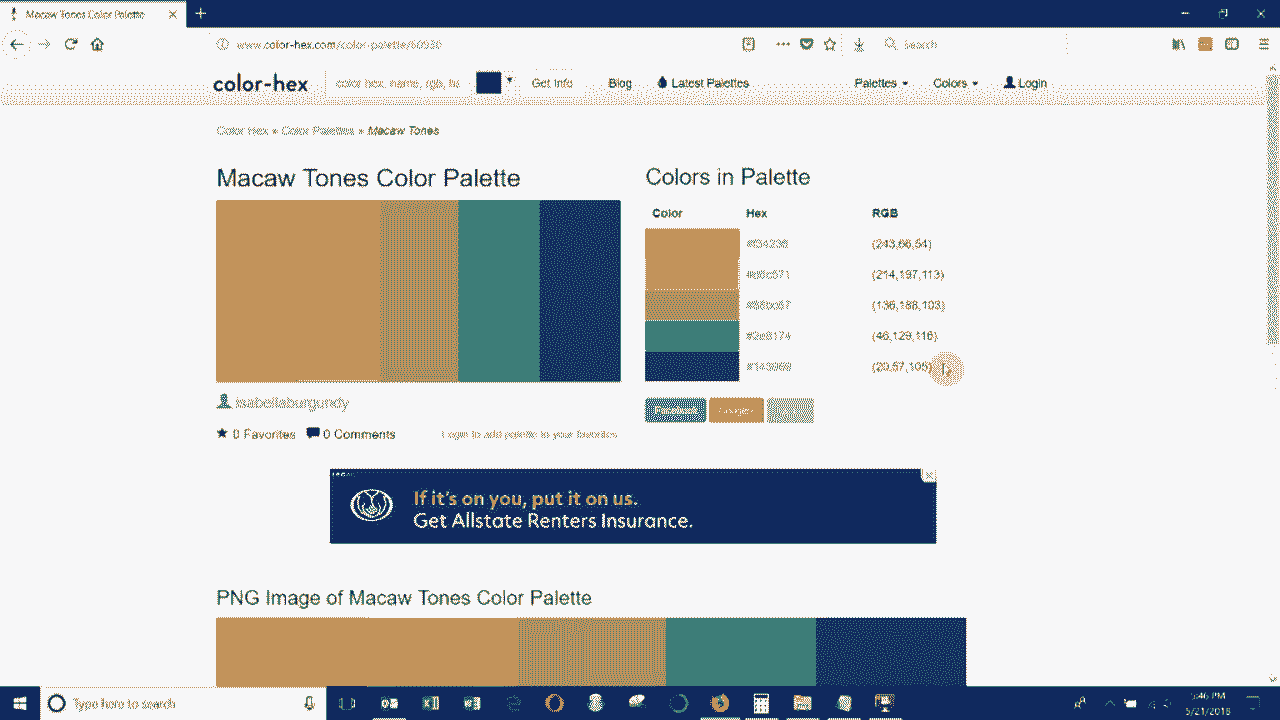 Macaw Tones Color Palette
www.color-hex.com/color-palette/
Search
color-hex
color hex, name, rgb, hs
Get Info
Blog
Latest Palettes
Palettes
Colors
Login
Color Hex » Color Palettes » Macaw Tones
Macaw Tones Color Palette
Colors in Palette
Color Hex RGB
#f34236 (243,66,54)
#d6c571 (214,197,113)
(136,188,103)
#2e8174 (46,129,116)
#143969 (20,57,105)
isabellaburgundy
Facebook Google+
0 Favorites 0 Comments Login to add palette to your favorites
If it's on you, put it on us.
Get Allstate Renters Insurance.
PNG Image of Macaw Tones Color Palette
Type here to search
5:46 PM
5/21/2018